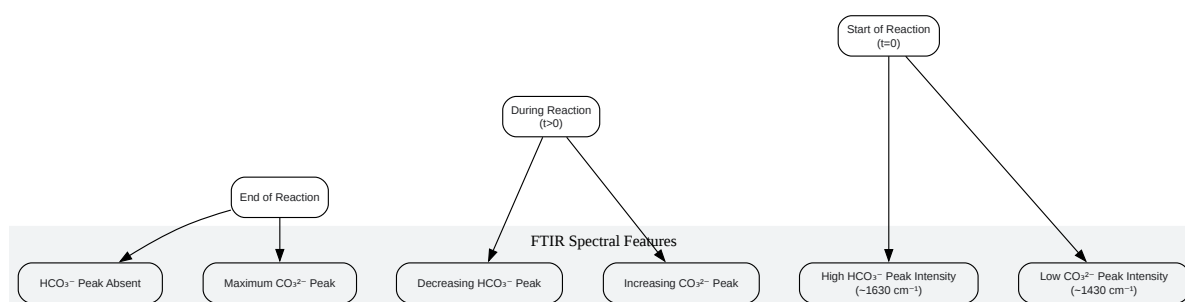 Start of Reaction
(t=0)
During Reaction
(t>0)
End of Reaction
FTIR Spectral Features
HCO₃⁻ Peak Absent
Maximum CO₃²⁻ Peak
Decreasing HCO₃⁻ Peak
Increasing CO₃²⁻ Peak
High HCO₃⁻ Peak Intensity
(~1630 cm⁻¹)
Low CO₃²⁻ Peak Intensity
(~1430 cm⁻¹)